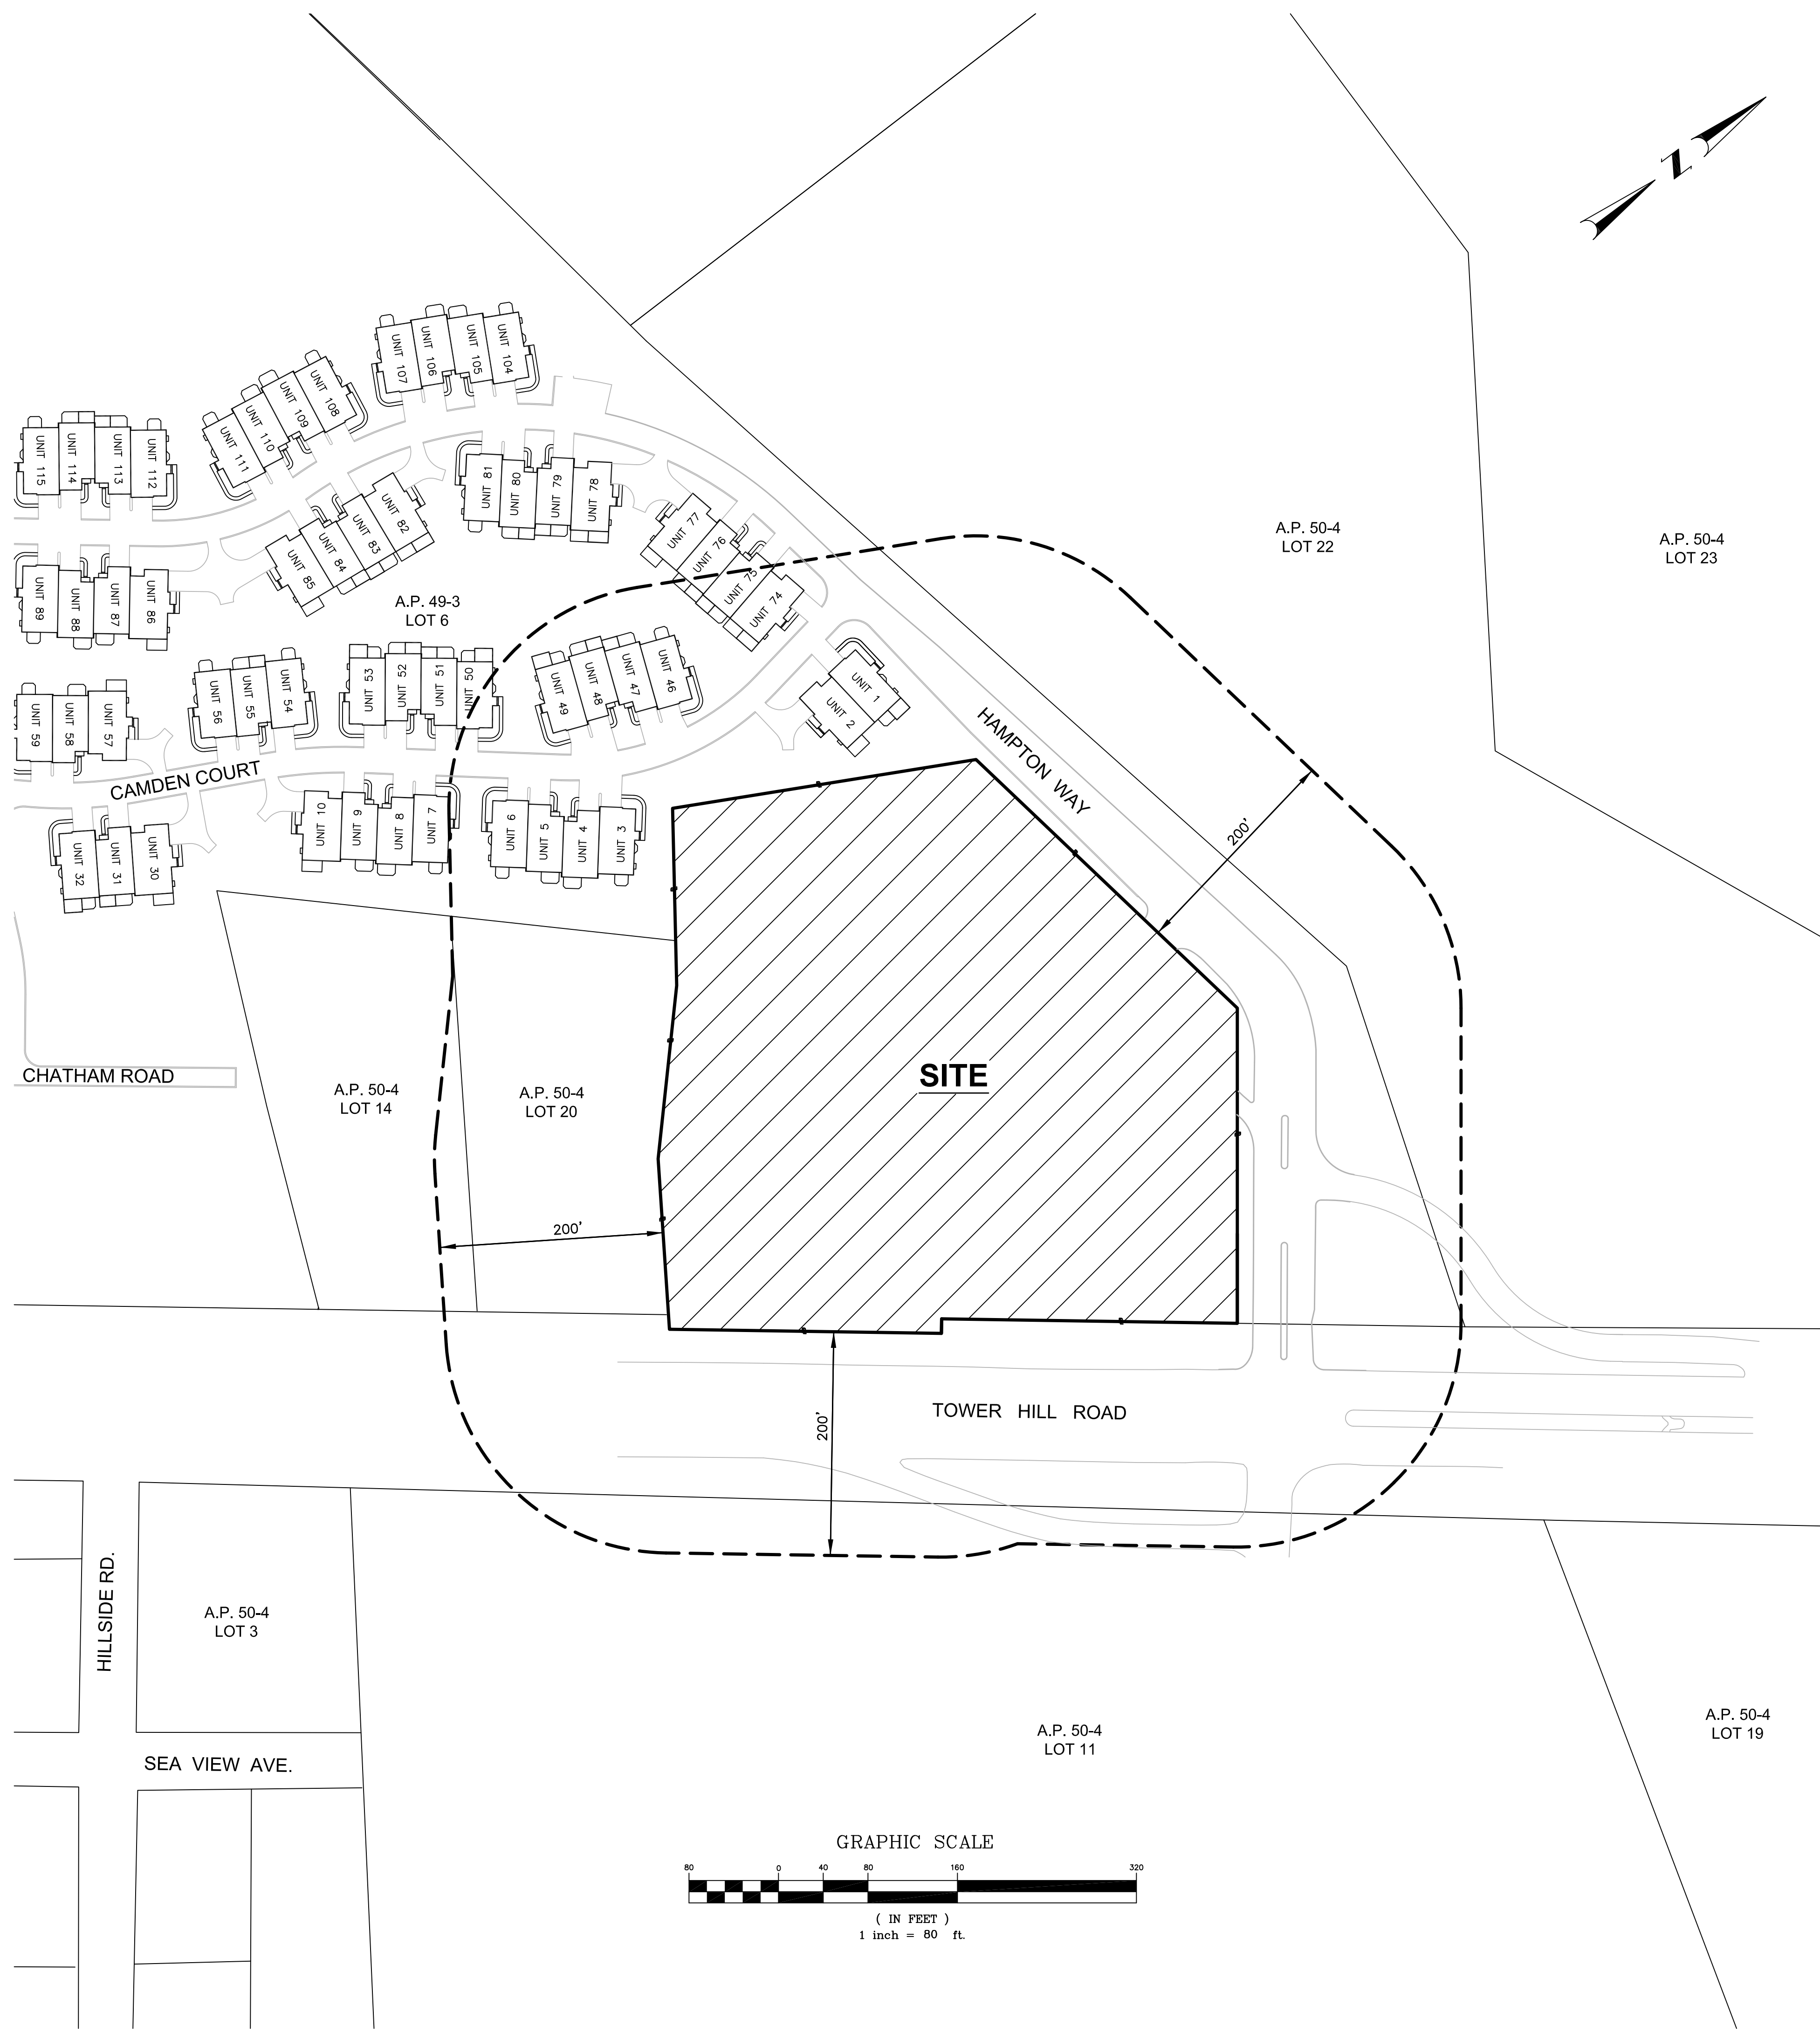 UNIT 107
UNIT 106
UNIT 105
UNIT 104
UNIT 111
UNIT 110
UNIT 109
UNIT 108
UNIT 115
UNIT 114
UNIT 113
UNIT 112
UNIT 81
UNIT 80
UNIT 79
UNIT 78
UNIT 85
UNIT 84
UNIT 83
UNIT 82
UNIT 77
UNIT 76
UNIT 75
UNIT 74
UNIT 89
UNIT 88
UNIT 87
UNIT 86
Z
A.P. 50-4
LOT 22
A.P. 50-4
LOT 23
A.P. 49-3
LOT 6
UNIT 59
UNIT 58
UNIT 57
UNIT 56
UNIT 55
UNIT 54
UNIT 53
UNIT 52
UNIT 51
UNIT 50
UNIT 49
UNIT 48
UNIT 47
UNIT 46
UNIT 1
UNIT 2
HAMPTON WAY
CAMDEN COURT
UNIT 32
UNIT 31
UNIT 30
UNIT 10
UNIT 9
UNIT 8
UNIT 7
UNIT 6
UNIT 5
UNIT 4
UNIT 3
200'
CHATHAM ROAD
A.P. 50-4
LOT 14
A.P. 50-4
LOT 20
SITE
200'
200'
TOWER HILL ROAD
HILLSIDE RD.
A.P. 50-4
LOT 3
SEA VIEW AVE.
A.P. 50-4
LOT 11
A.P. 50-4
LOT 19
GRAPHIC SCALE
80 0 40 80 160 320
( IN FEET )
1 inch = 80 ft.